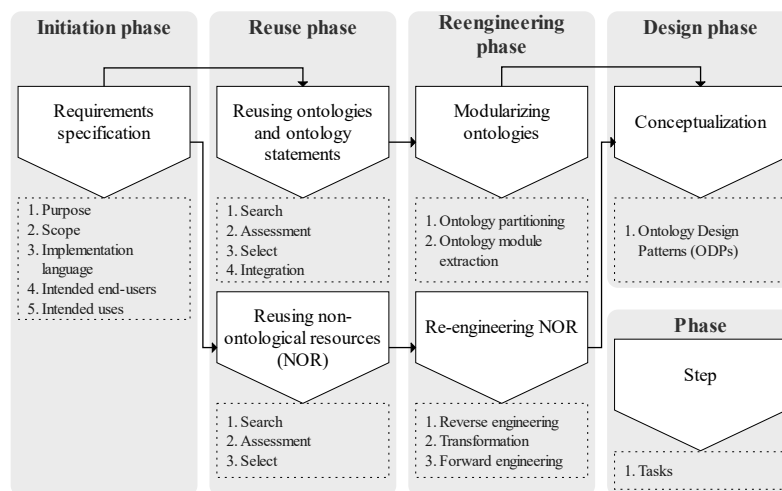 Initiation phase
Requirements
specification
1. Purpose
2. Scope
3. Implementation
language
4. Intended end-users
5. Intended uses
Reuse phase
Reusing ontologies
and ontology
statements
1. Search
2. Assessment
3. Select
4. Integration
Reusing non-
ontological resources
(NOR)
1. Search
2. Assessment
3. Select
Reengineering
phase
Modularizing
ontologies
1. Ontology partitioning
2. Ontology module
extraction
Re-engineering NOR
1. Reverse engineering
2. Transformation
3. Forward engineering
Design phase
Conceptualization
1. Ontology Design
Patterns (ODPs)
Phase
Step
1. Tasks